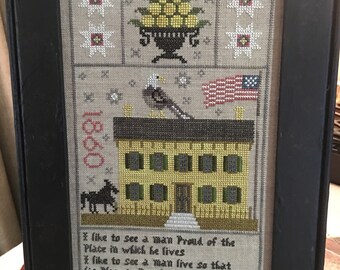 1860
I like to see a man Proud of the
Place in which he lives
I like to see a man live so that